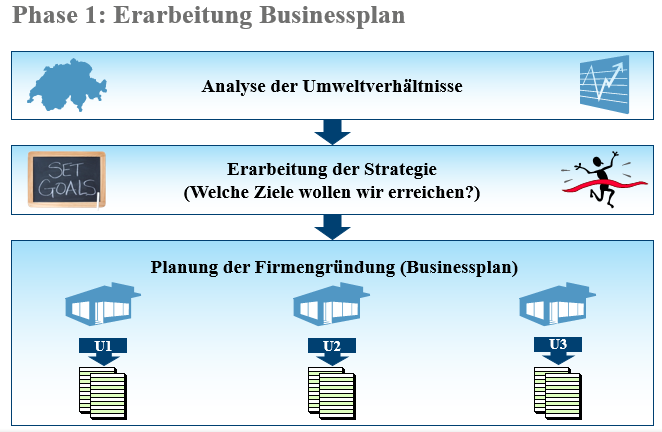 Phase 1: Erarbeitung Businessplan
Analyse der Umweltverhältnisse
SET
GOALS
Erarbeitung der Strategie
(Welche Ziele wollen wir erreichen?)
Planung der Firmengründung (Businessplan)
U1
U2
U3